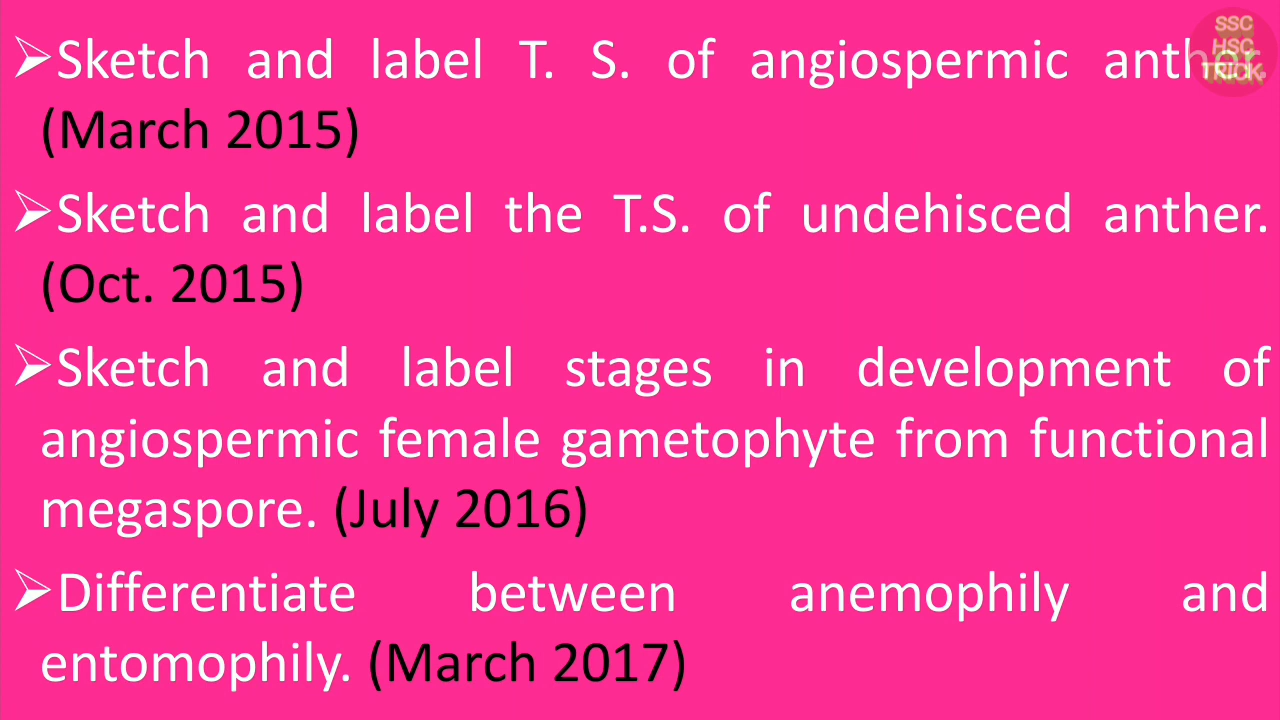 ➢Sketch and label T. S. of angiospermic anther.
(March 2015)
➢Sketch and label the T.S. of undehisced anther.
(Oct. 2015)
➢Sketch and label stages in development of
angiospermic female gametophyte from functional
megaspore. (July 2016)
➢Differentiate between anemophily and
entomophily. (March 2017)
SSC
HSC
TRICK